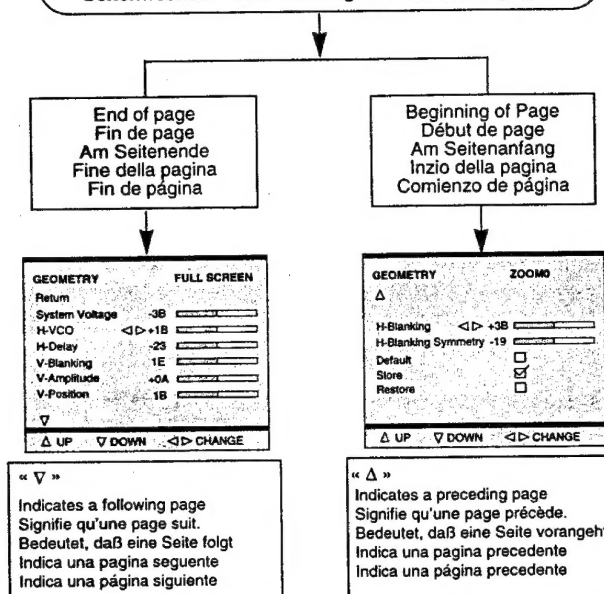 End of page
Fin de page
Am Seitenende
Fine della pagina
Fin de página
Beginning of Page
Début de page
Am Seitenanfang
Inzio della pagina
Comienzo de página
GEOMETRY FULL SCREEN
Return
System Voltage -3B
H-VCO ◁ ▷ +1B
H-Delay -23
V-Blanking 1E
V-Amplitude +0A
V-Position 1B
▽
△ UP ▽ DOWN ◁ ▷ CHANGE
GEOMETRY ZOOM0
△
H-Blanking ◁ ▷ +3B
H-Blanking Symmetry -19
Default
Store
Restore
△ UP ▽ DOWN ◁ ▷ CHANGE
« ▽ »
Indicates a following page
Signifie qu'une page suit.
Bedeutet, daß eine Seite folgt
Indica una pagina seguente
Indica una página siguiente
« △ »
Indicates a preceding page
Signifie qu'une page précède.
Bedeutet, daß eine Seite vorangeht
Indica una pagina precedente
Indica una página precedente